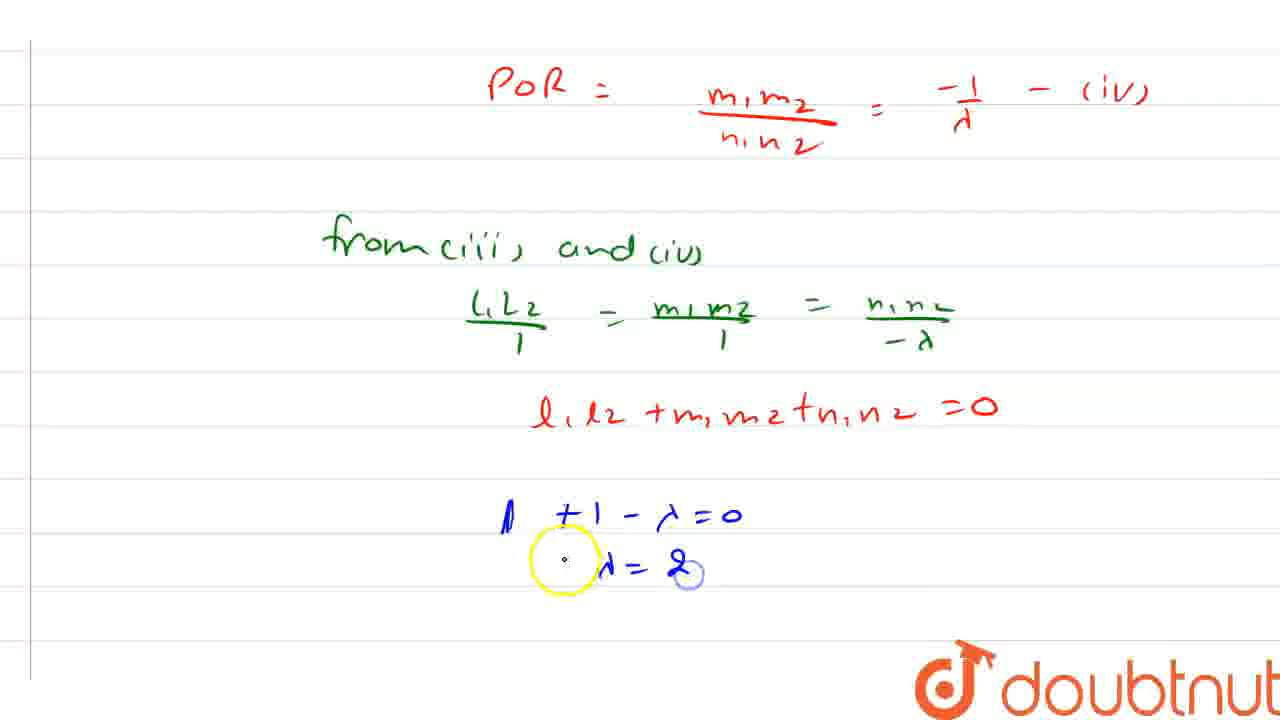 POR = m₁m₂/n₁n₂ = -1/λ - (iv)
from (iii) and (iv)
l₁l₂/1 = m₁m₂/1 = n₁n₂/-λ
l₁l₂ + m₁m₂ + n₁n₂ = 0
1 + 1 - λ = 0
λ = 2
doubtnut